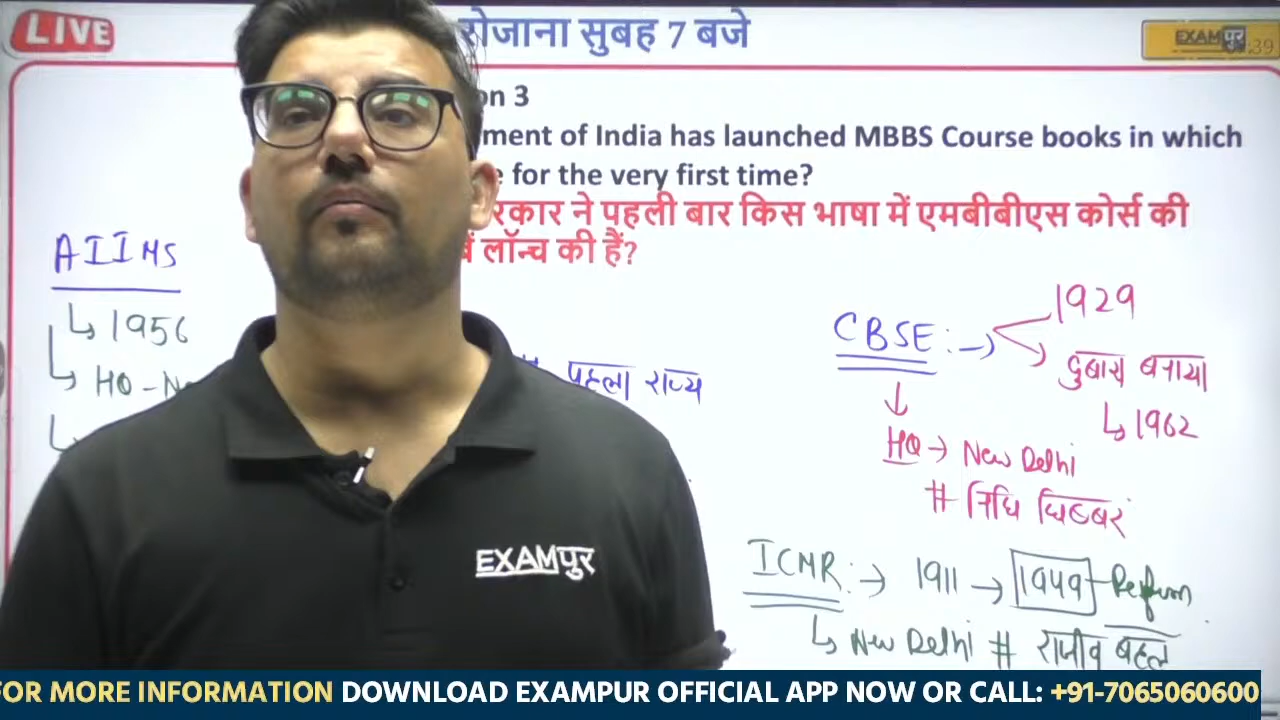 LIVE
रोजाना सुबह 7 बजे
EXAMपुर
:39
on 3
ment of India has launched MBBS Course books in which
e for the very first time?
रकार ने पहली बार किस भाषा में एमबीबीएस कोर्स की
लॉन्च की हैं?
AIIMS
1956
HQ - Ne
पहला राज्य
CBSE :→
1929
दुबारा बनाया
1962
HQ → New Delhi
# निधि छिब्बर
ICMR :→ 1911 → 1949
New Delhi # राजीव बहल
EXAMपुर
FOR MORE INFORMATION DOWNLOAD EXAMPUR OFFICIAL APP NOW OR CALL: +91-7065060600